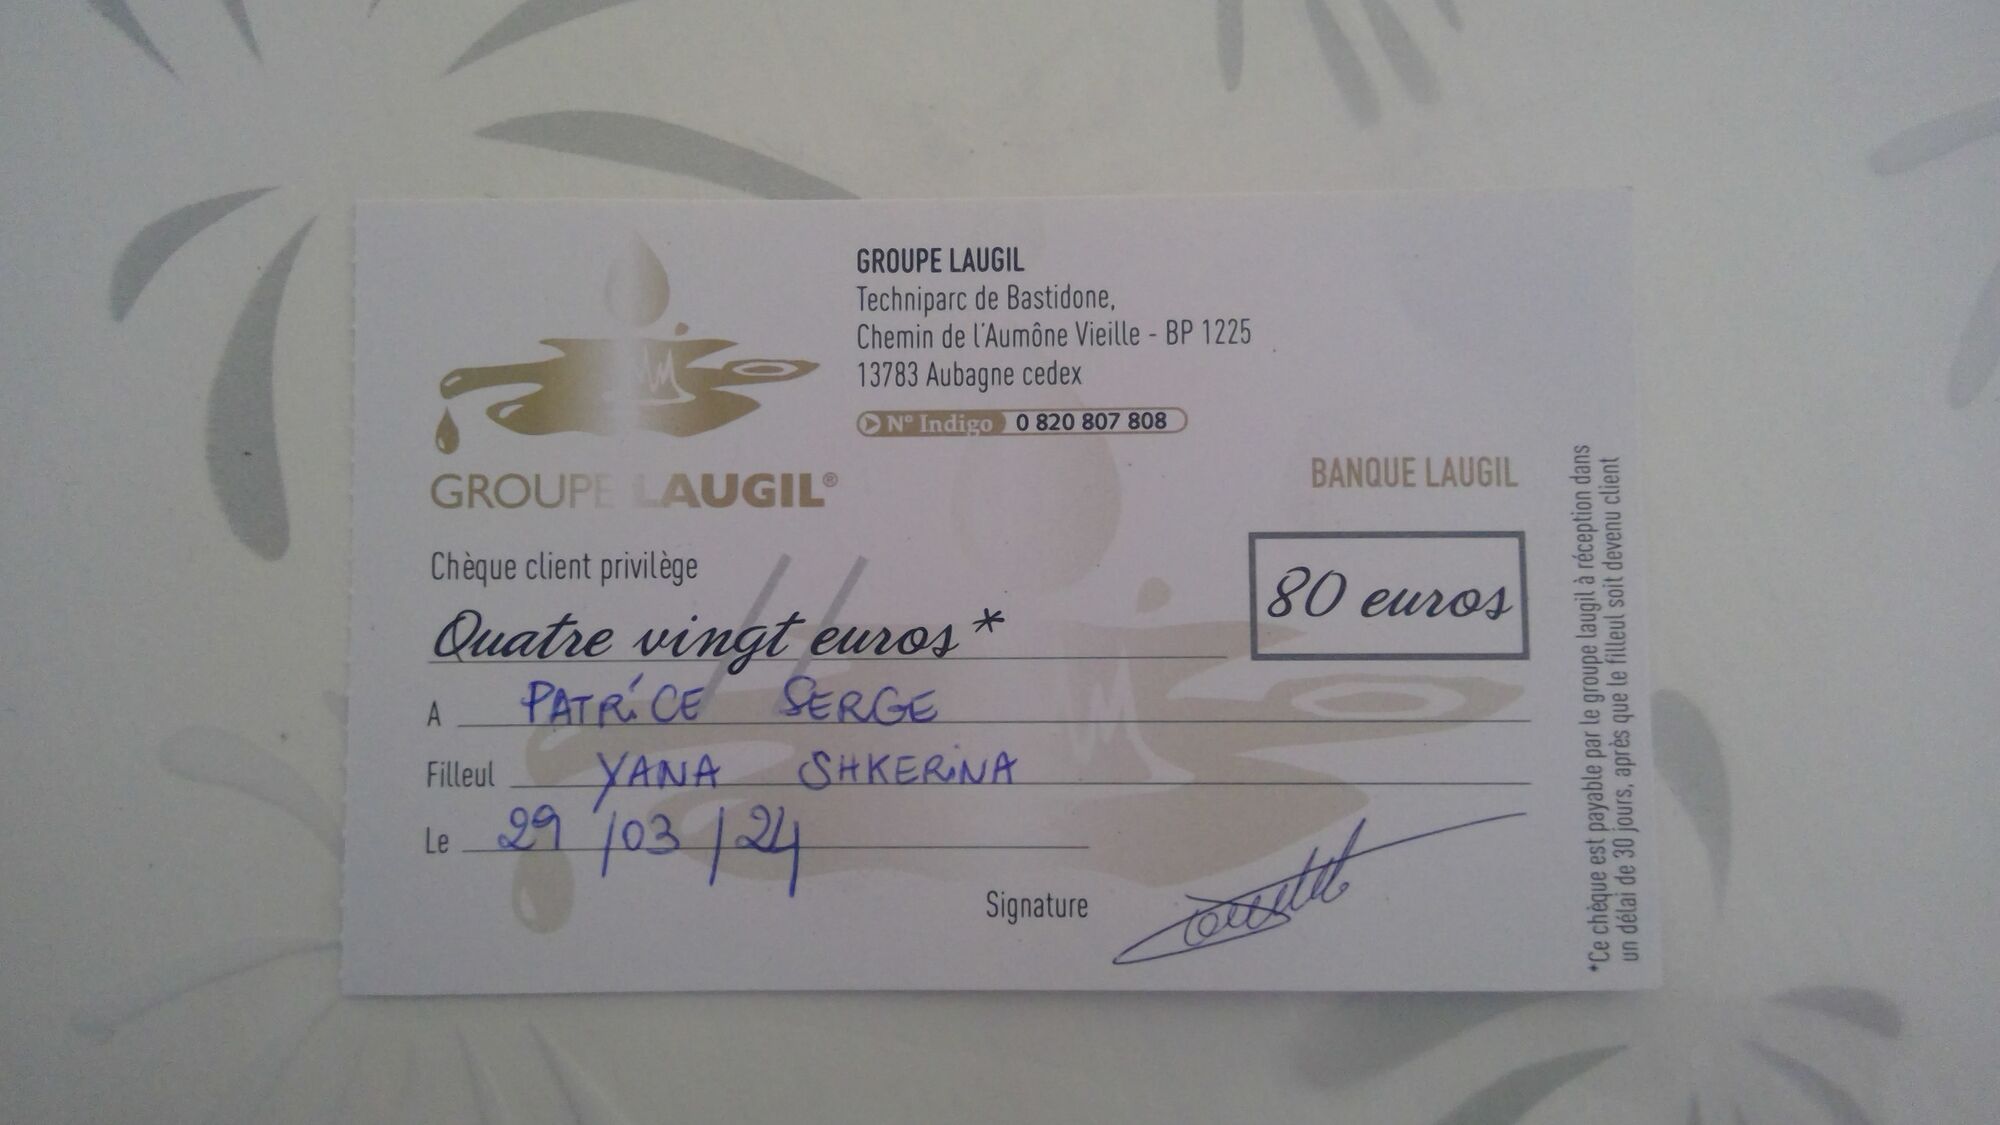 GROUPE LAUGIL
Techniparc de Bastidone,
Chemin de l'Aumône Vieille - BP 1225
13783 Aubagne cedex
N° Indigo 0 820 807 808
GROUPE LAUGIL®
BANQUE LAUGIL
Chèque client privilège
Quatre vingt euros*
80 euros
A PATRICE SERGE
Filleul YANA SHKERINA
Le 29/03/24
Signature
*Ce chèque est payable par le groupe laugil à réception dans
un délai de 30 jours, après que le filleul soit devenu client